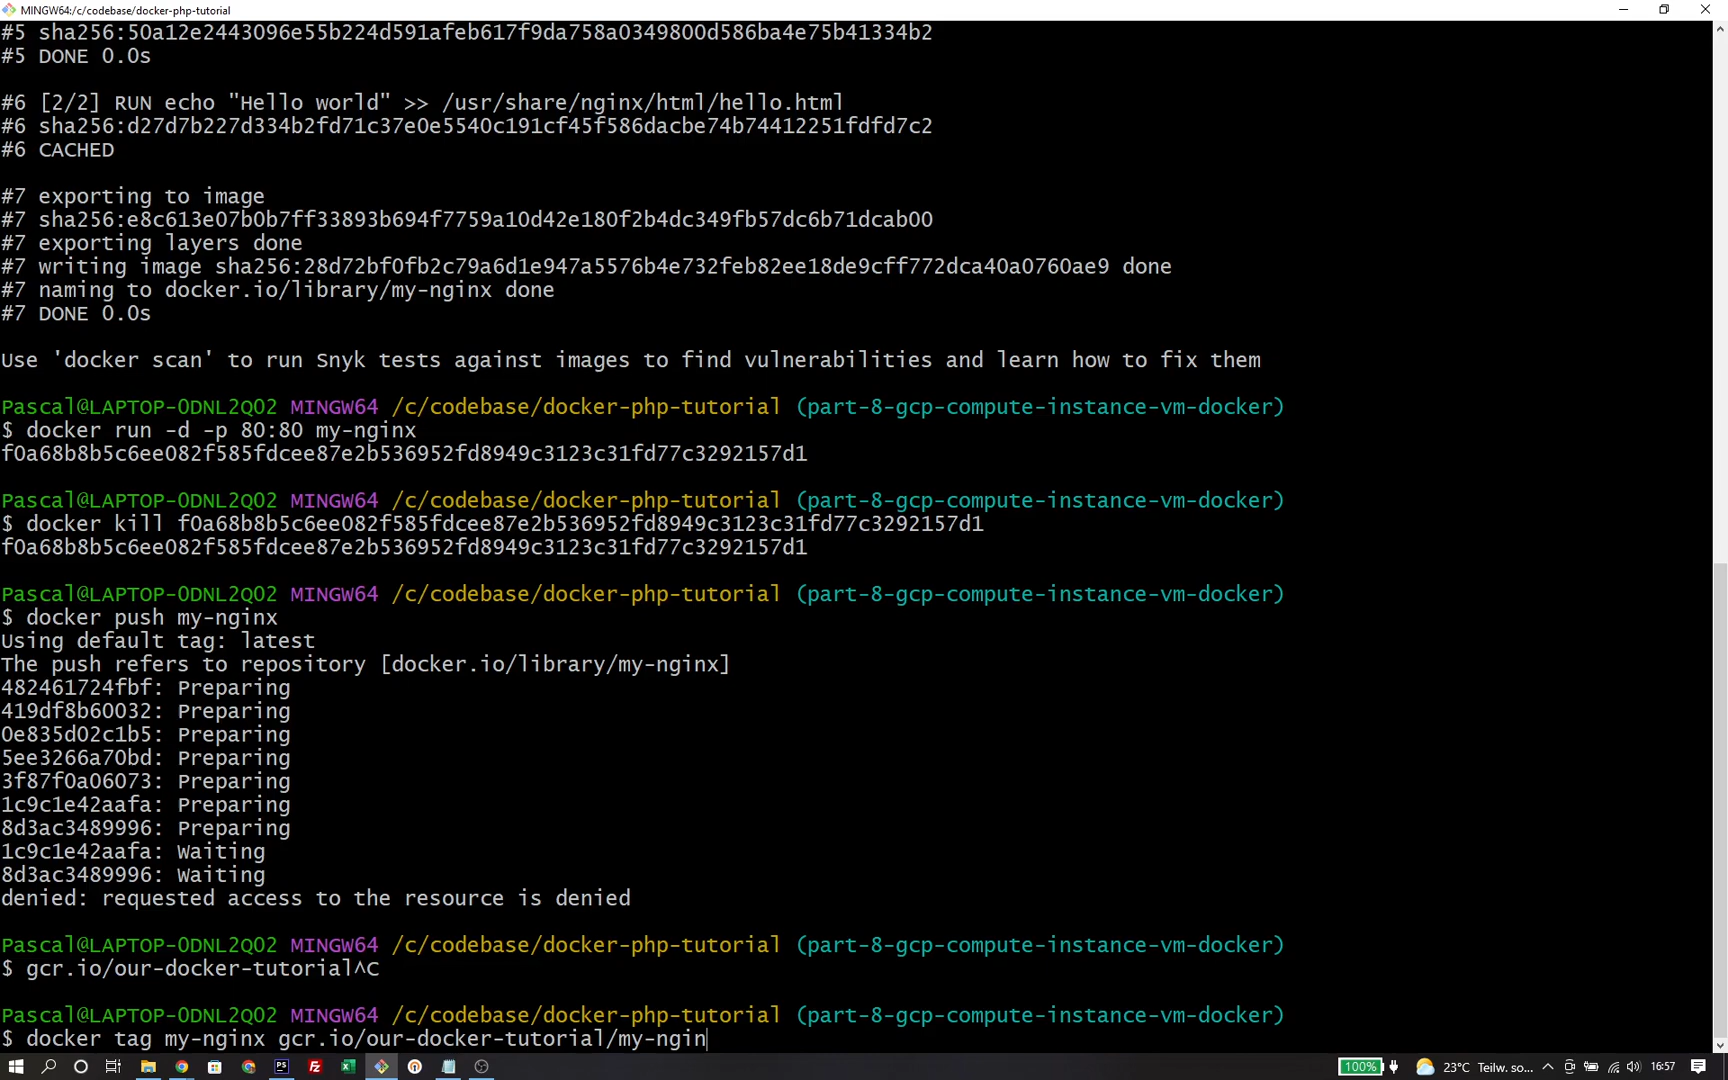 MINGW64:/c/codebase/docker-php-tutorial
#5 sha256:50a12e2443096e55b224d591afeb617f9da758a0349800d586ba4e75b41334b2
#5 DONE 0.0s
#6 [2/2] RUN echo "Hello world" >> /usr/share/nginx/html/hello.html
#6 sha256:d27d7b227d334b2fd71c37e0e5540c191cf45f586dacbe74b74412251fdfd7c2
#6 CACHED
#7 exporting to image
#7 sha256:e8c613e07b0b7ff33893b694f7759a10d42e180f2b4dc349fb57dc6b71dcab00
#7 exporting layers done
#7 writing image sha256:28d72bf0fb2c79a6d1e947a5576b4e732feb82ee18de9cff772dca40a0760ae9 done
#7 naming to docker.io/library/my-nginx done
#7 DONE 0.0s
Use 'docker scan' to run Snyk tests against images to find vulnerabilities and learn how to fix them
Pascal@LAPTOP-0DNL2Q02 MINGW64 /c/codebase/docker-php-tutorial (part-8-gcp-compute-instance-vm-docker)
$ docker run -d -p 80:80 my-nginx
f0a68b8b5c6ee082f585fdcee87e2b536952fd8949c3123c31fd77c3292157d1
Pascal@LAPTOP-0DNL2Q02 MINGW64 /c/codebase/docker-php-tutorial (part-8-gcp-compute-instance-vm-docker)
$ docker kill f0a68b8b5c6ee082f585fdcee87e2b536952fd8949c3123c31fd77c3292157d1
f0a68b8b5c6ee082f585fdcee87e2b536952fd8949c3123c31fd77c3292157d1
Pascal@LAPTOP-0DNL2Q02 MINGW64 /c/codebase/docker-php-tutorial (part-8-gcp-compute-instance-vm-docker)
$ docker push my-nginx
Using default tag: latest
The push refers to repository [docker.io/library/my-nginx]
482461724fbf: Preparing
419df8b60032: Preparing
0e835d02c1b5: Preparing
5ee3266a70bd: Preparing
3f87f0a06073: Preparing
1c9c1e42aafa: Preparing
8d3ac3489996: Preparing
1c9c1e42aafa: Waiting
8d3ac3489996: Waiting
denied: requested access to the resource is denied
Pascal@LAPTOP-0DNL2Q02 MINGW64 /c/codebase/docker-php-tutorial (part-8-gcp-compute-instance-vm-docker)
$ gcr.io/our-docker-tutorial^C
Pascal@LAPTOP-0DNL2Q02 MINGW64 /c/codebase/docker-php-tutorial (part-8-gcp-compute-instance-vm-docker)
$ docker tag my-nginx gcr.io/our-docker-tutorial/my-ngin
100% 23°C Teilw. so... 16:57